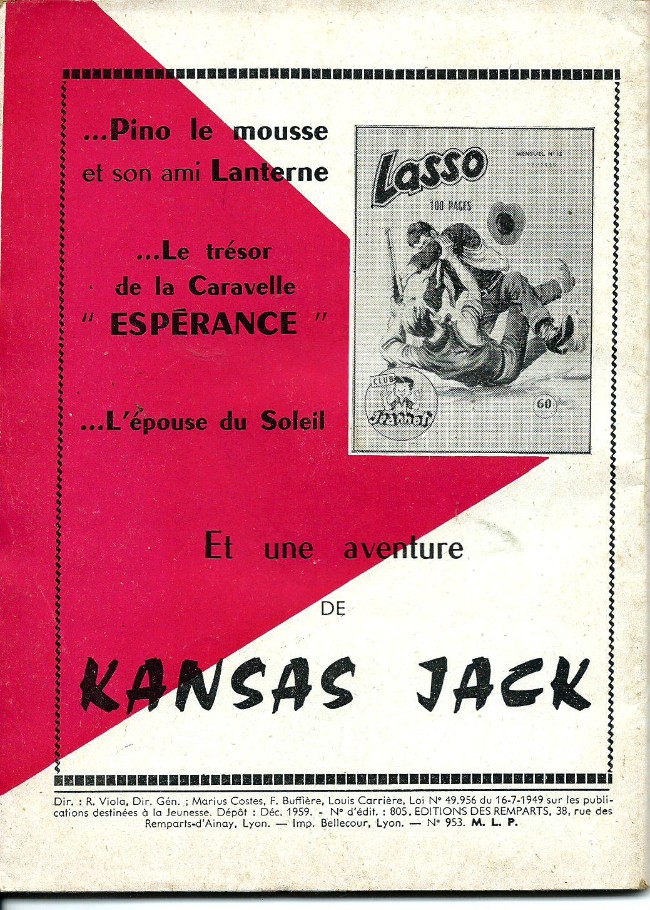 ...Pino le mousse
et son ami Lanterne
...Le trésor
de la Caravelle
" ESPÉRANCE "
...L'épouse du Soleil
Lasso
MENSUEL N° 12
100 PAGES
CLUB
60
Et une aventure
DE
KANSAS JACK
Dir. : R. Viola, Dir. Gén. ; Marius Costes, F. Buffière, Louis Carrière, Loi N° 49.956 du 16-7-1949 sur les publi-
cations destinées à la Jeunesse. Dépôt : Déc. 1959. - N° d'édit. : 805, EDITIONS DES REMPARTS, 38, rue des
Remparts-d'Ainay, Lyon. — Imp. Bellecour, Lyon. — N° 953. M. L. P.